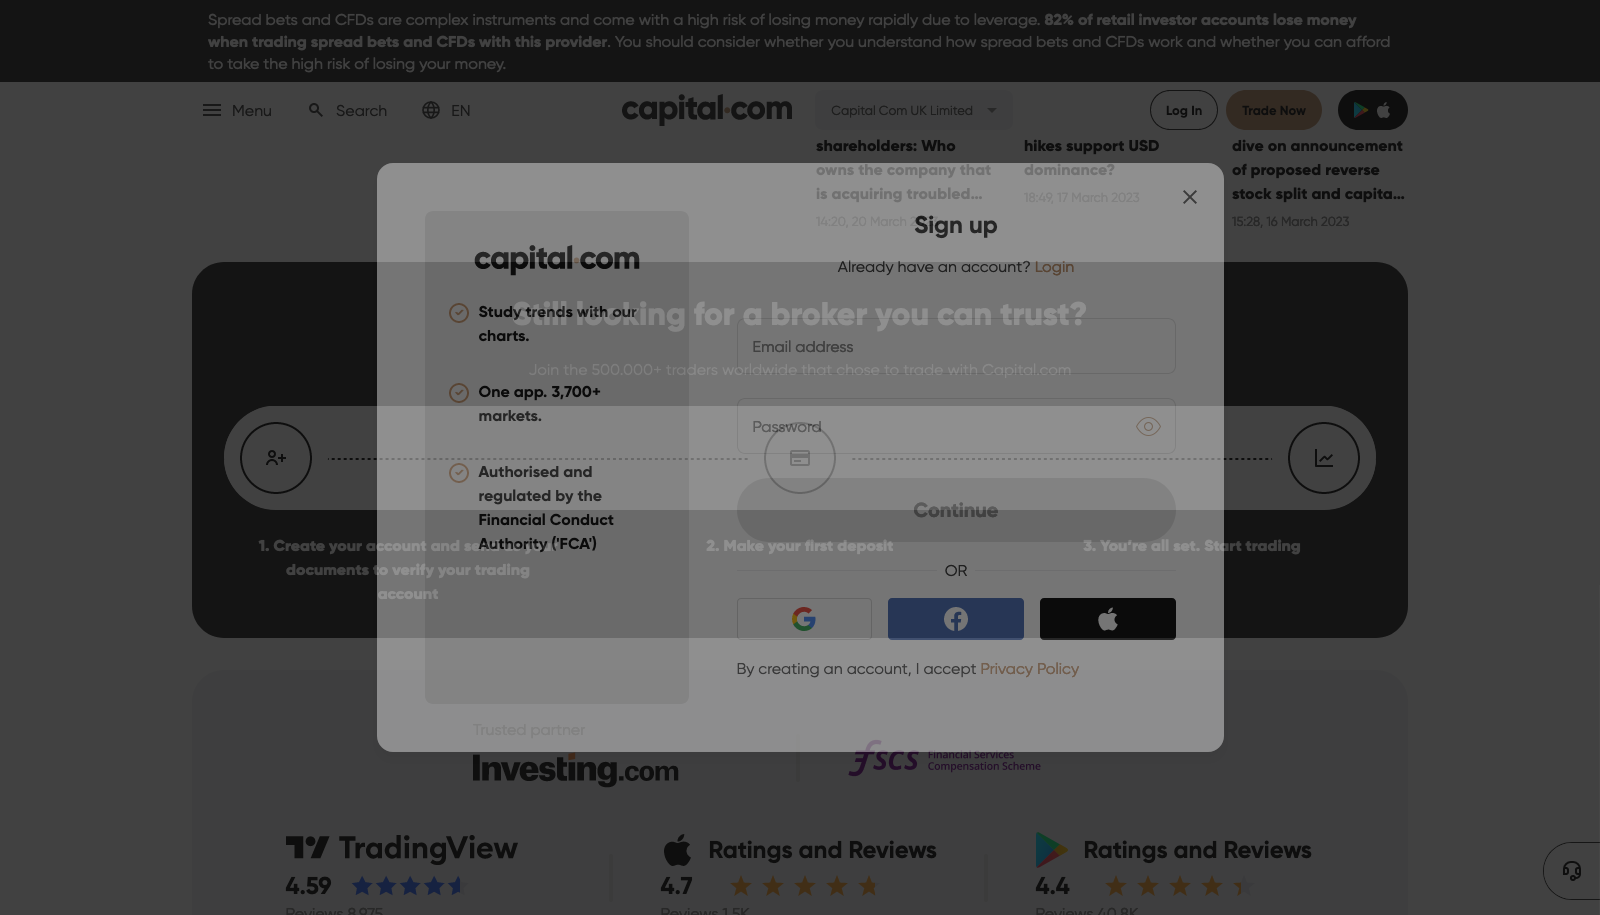 Spread bets and CFDs are complex instruments and come with a high risk of losing money rapidly due to leverage. 82% of retail investor accounts lose money
when trading spread bets and CFDs with this provider. You should consider whether you understand how spread bets and CFDs work and whether you can afford
to take the high risk of losing your money.
Menu
Search
EN
capital.com
Capital Com UK Limited
Log In
Trade Now
shareholders: Who
owns the company that
is acquiring troubled...
14:20, 20 March
hikes support USD
dominance?
18:49, 17 March 2023
dive on announcement
of proposed reverse
stock split and capita...
15:28, 16 March 2023
capital.com
Study trends with our
charts.
One app. 3,700+
markets.
Authorised and
regulated by the
Financial Conduct
Authority ('FCA')
Sign up
Already have an account? Login
Email address
Password
Continue
OR
By creating an account, I accept Privacy Policy
Still looking for a broker you can trust?
Join the 500.000+ traders worldwide that chose to trade with Capital.com
1. Create your account and
documents to verify your trading
account
2. Make your first deposit
3. You're all set. Start trading
Trusted partner
Investing.com
fscs
Financial Services
Compensation Scheme
TradingView
4.59
Reviews 8,975
Ratings and Reviews
4.7
Reviews 1.5K
Ratings and Reviews
4.4
Reviews 40.8K